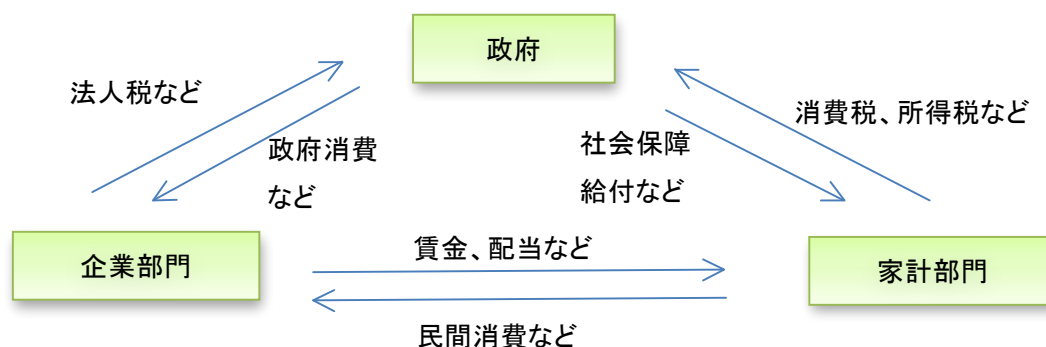 政府
法人税など
消費税、所得税など
政府消費
など
社会保障
給付など
企業部門
賃金、配当など
家計部門
民間消費など